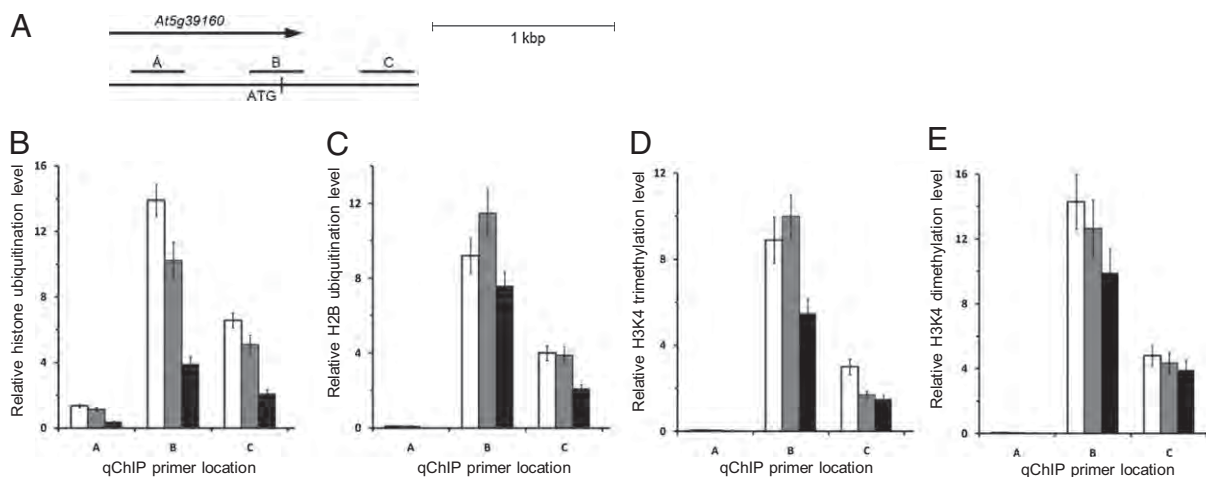 A
At5g39160
1 kbp
A B C
ATG
B
Relative histone ubiquitination level
16
12
8
4
0
A B C
qChIP primer location
C
Relative H2B ubiquitination level
12
8
4
0
A B C
qChIP primer location
D
Relative H3K4 trimethylation level
12
8
4
0
A B C
qChIP primer location
E
Relative H3K4 dimethylation level
16
12
8
4
0
A B C
qChIP primer location